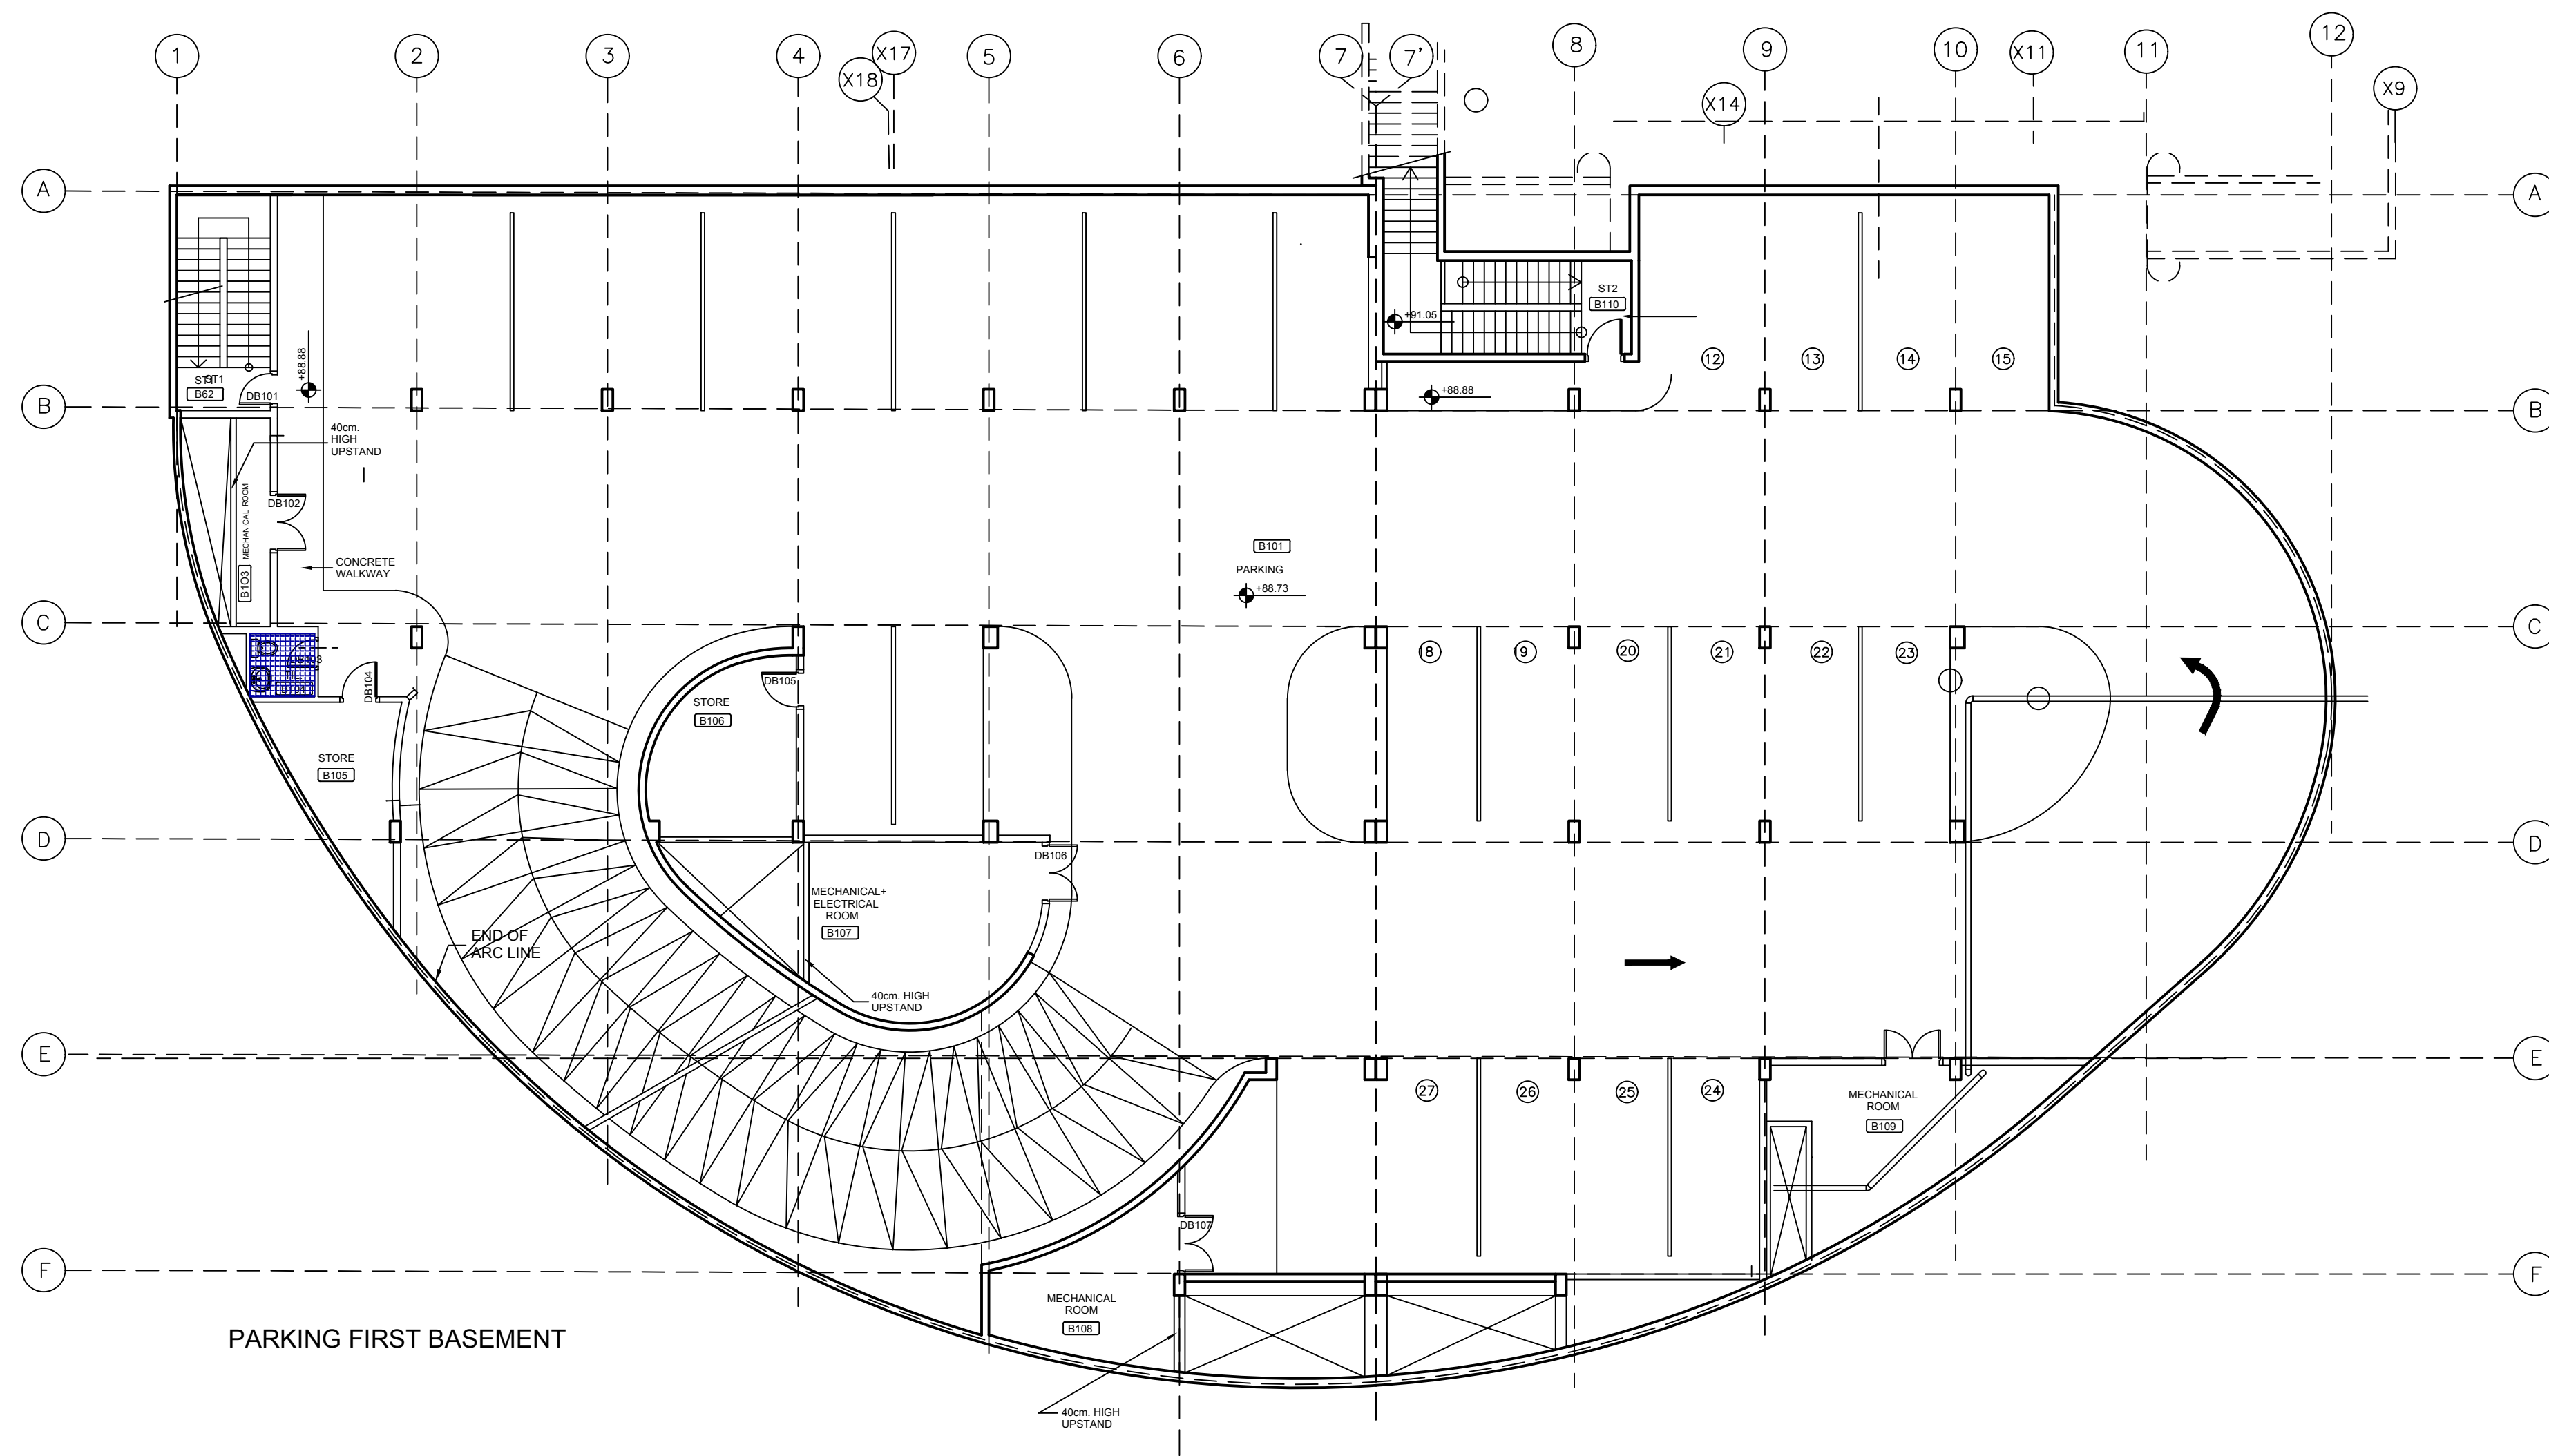 1
2
3
4
X18
X17
5
6
7
7'
8
X14
9
10
X11
11
12
X9
A
A
+91.05
ST2
B110
+88.88
12
13
14
15
ST1
B62
DB101
B
+88.88
B
40cm.
HIGH
UPSTAND
DB102
MECHANICAL ROOM
B1O3
CONCRETE
WALKWAY
B101
PARKING
+88.73
C
C
18
19
20
21
22
23
DB104
DB105
STORE
B106
STORE
B105
D
D
DB106
MECHANICAL+
ELECTRICAL
ROOM
B107
END OF
ARC LINE
40cm. HIGH
UPSTAND
E
E
27
26
25
24
MECHANICAL
ROOM
B109
DB107
F
F
MECHANICAL
ROOM
B108
PARKING FIRST BASEMENT
40cm. HIGH
UPSTAND